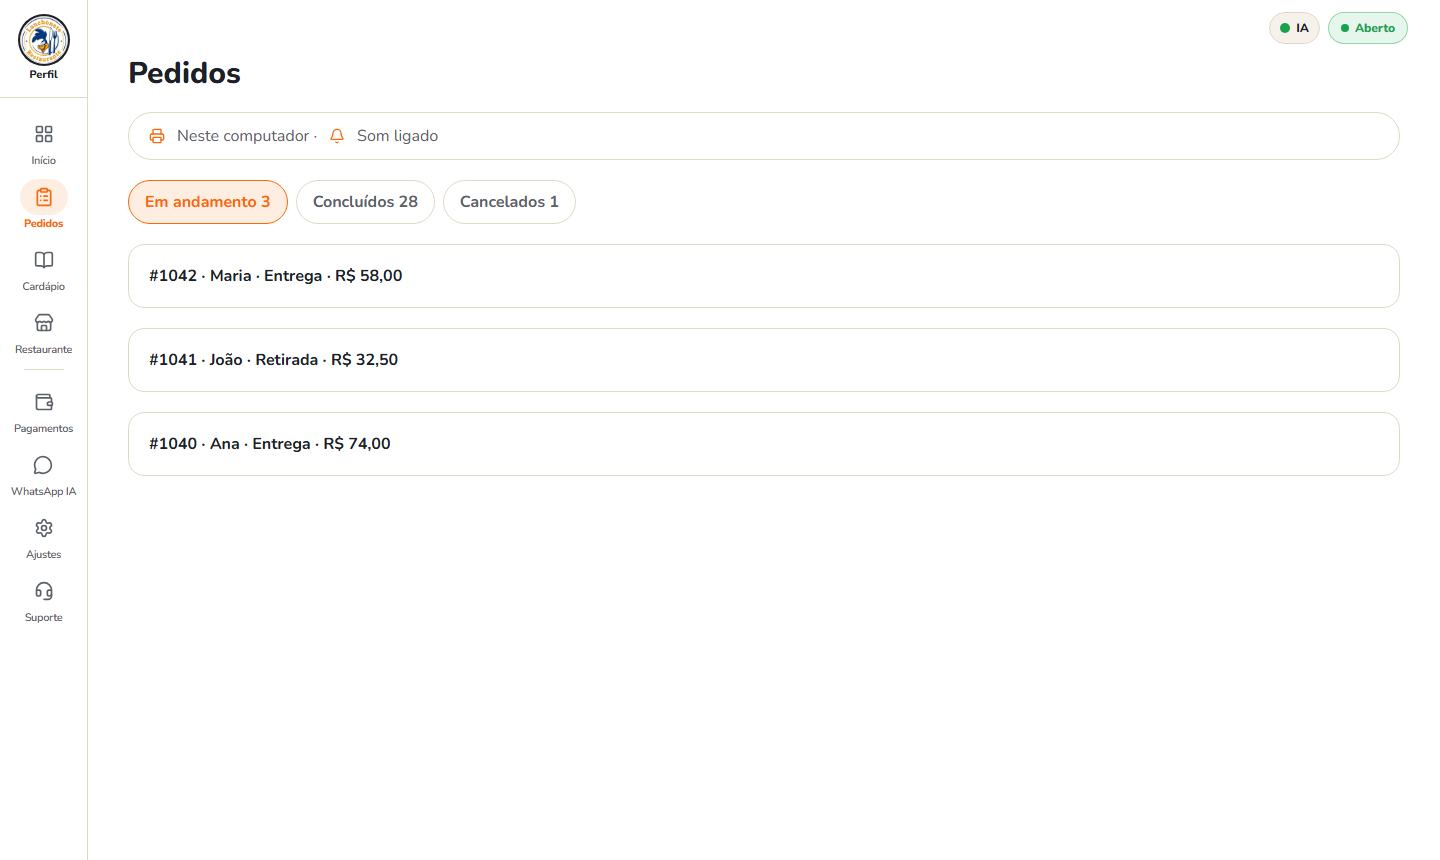 Lanchonete
Restaurante
Perfil
Início
Pedidos
Cardápio
Restaurante
Pagamentos
WhatsApp IA
Ajustes
Suporte
IA
Aberto
Pedidos
Neste computador · Som ligado
Em andamento 3 Concluídos 28 Cancelados 1
#1042 · Maria · Entrega · R$ 58,00
#1041 · João · Retirada · R$ 32,50
#1040 · Ana · Entrega · R$ 74,00